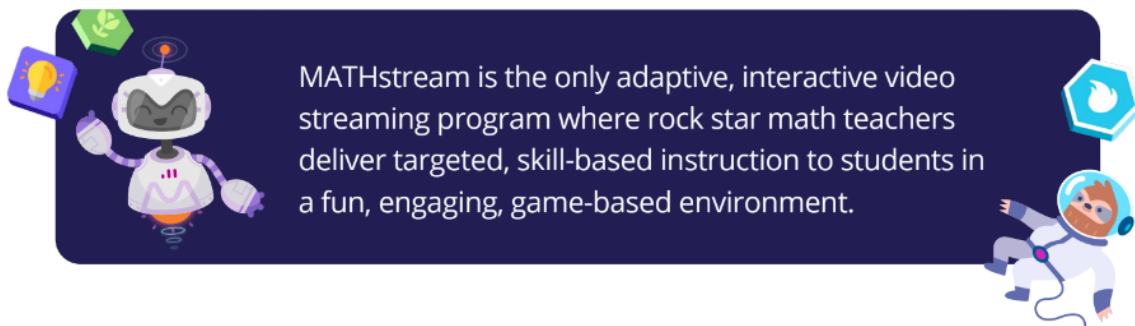 MATHstream is the only adaptive, interactive video
streaming program where rock star math teachers
deliver targeted, skill-based instruction to students in
a fun, engaging, game-based environment.